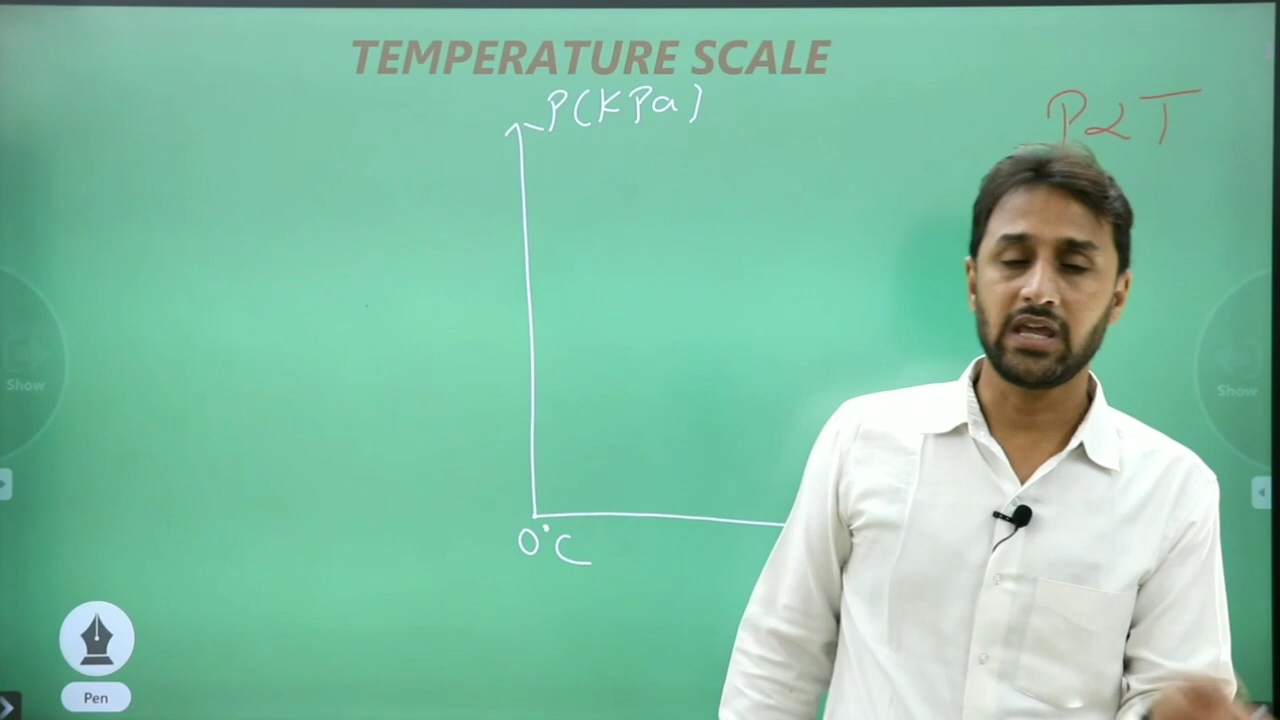 TEMPERATURE SCALE
P(KPa)
P∝T
Show
Show
0°C
Pen